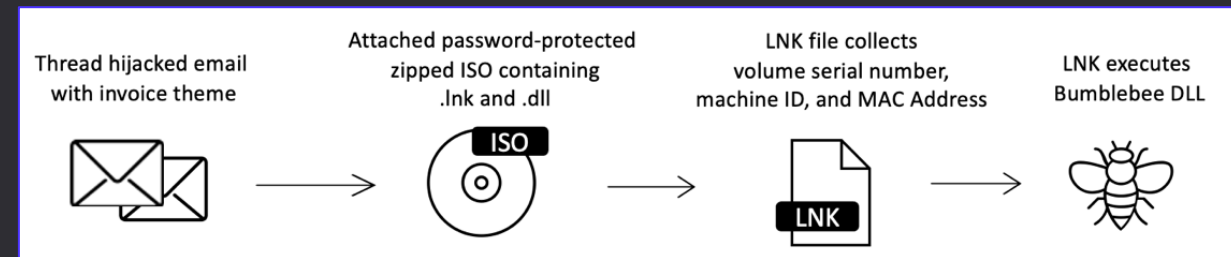 Thread hijacked email
with invoice theme
Attached password-protected
zipped ISO containing
.lnk and .dll
ISO
LNK file collects
volume serial number,
machine ID, and MAC Address
LNK
LNK executes
Bumblebee DLL